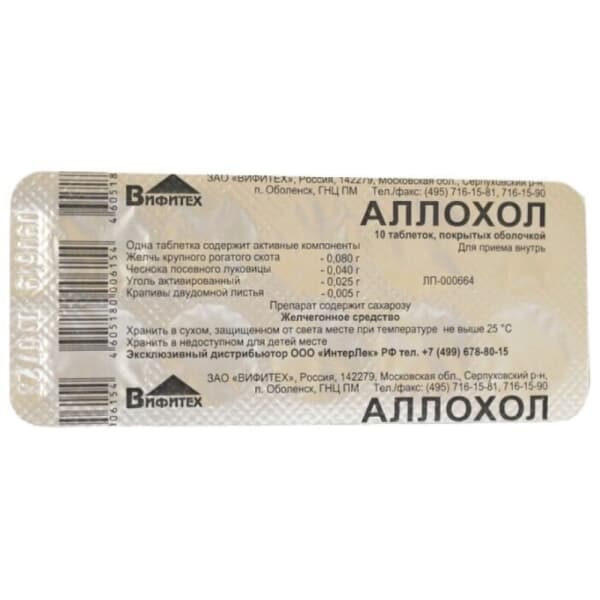 ЗАО «ВИФИТЕХ», Россия, 142279, Московская обл., Серпуховский р-н,
п. Оболенск, ГНЦ ПМ Тел./факс: (495) 716-15-81, 716-15-90
ВИФИТЕХ
АЛЛОХОЛ
10 таблеток, покрытых оболочкой
Для приема внутрь
Одна таблетка содержит активные компоненты
Желчь крупного рогатого скота - 0,080 г
Чеснока посевного луковицы - 0,040 г
Уголь активированный - 0,025 г
Крапивы двудомной листья - 0,005 г
ЛП-000664
Препарат содержит сахарозу
Желчегонное средство
Хранить в сухом, защищенном от света месте при температуре не выше 25 °C
Хранить в недоступном для детей месте
Эксклюзивный дистрибьютор ООО «ИнтерЛек» РФ тел. +7 (499) 678-80-15
ЗАО «ВИФИТЕХ», Россия, 142279, Московская обл., Серпуховский р-н,
п. Оболенск, ГНЦ ПМ Тел./факс: (495) 716-15-81, 716-15-90
ВИФИТЕХ
АЛЛОХОЛ
4 605180 006154